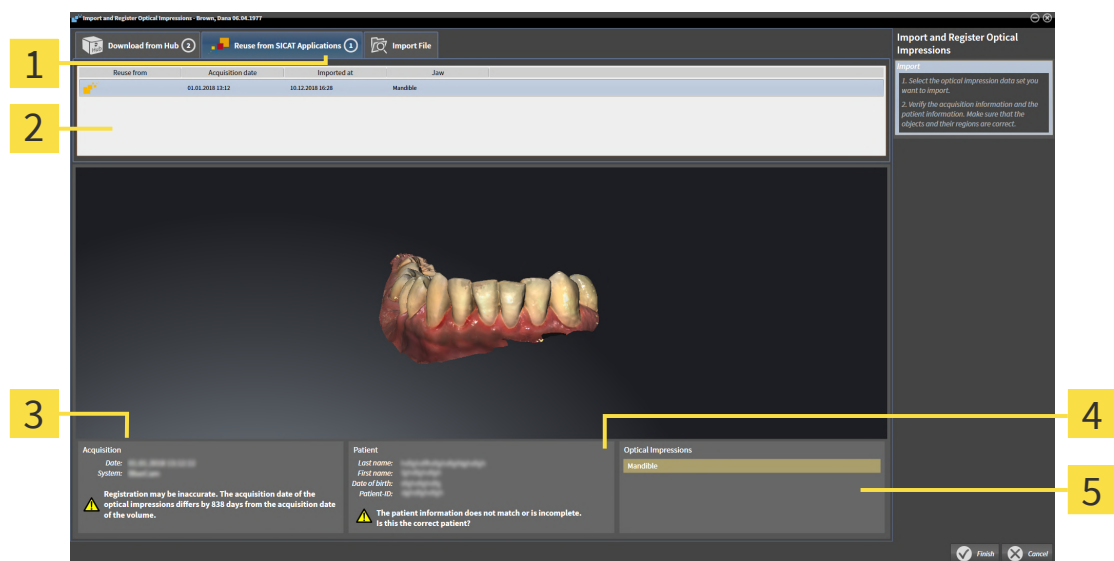 Import and Register Optical Impressions - Brown, Dana 06.04.1977
Download from Hub 2
Reuse from SICAT Applications 1
Import File
Hub
Reuse from Acquisition date Imported at Jaw
01.01.2018 13:12 10.12.2018 16:28 Mandible
Import and Register Optical
Impressions
Import
1. Select the optical impression data set you
want to import.
2. Verify the acquisition information and the
patient information. Make sure that the
objects and their regions are correct.
1
2
3
4
5
Acquisition
Date:
System:
Registration may be inaccurate. The acquisition date of the
optical impressions differs by 838 days from the acquisition date
of the volume.
Patient
Last name:
First name:
Date of birth:
Patient-ID:
The patient information does not match or is incomplete.
Is this the correct patient?
Optical Impressions
Mandible
Finish
Cancel